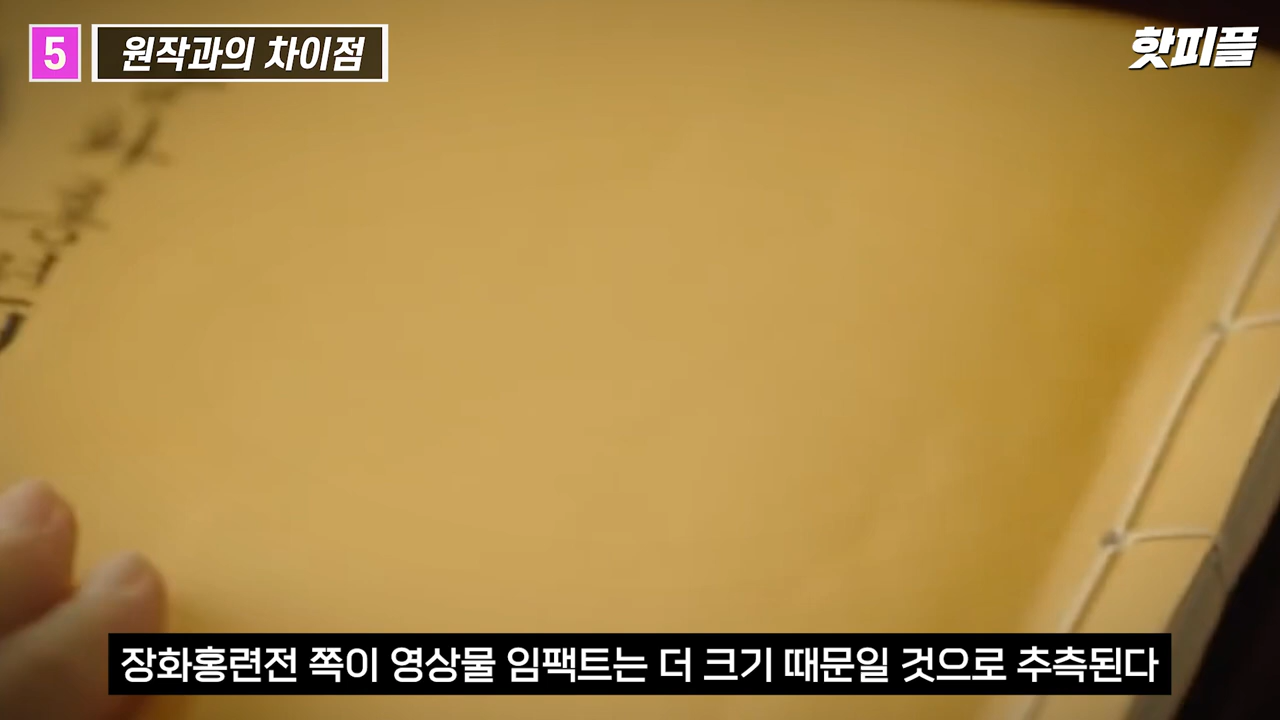 5 원작과의 차이점
핫피플
장화홍련전 쪽이 영상물 임팩트는 더 크기 때문일 것으로 추측된다